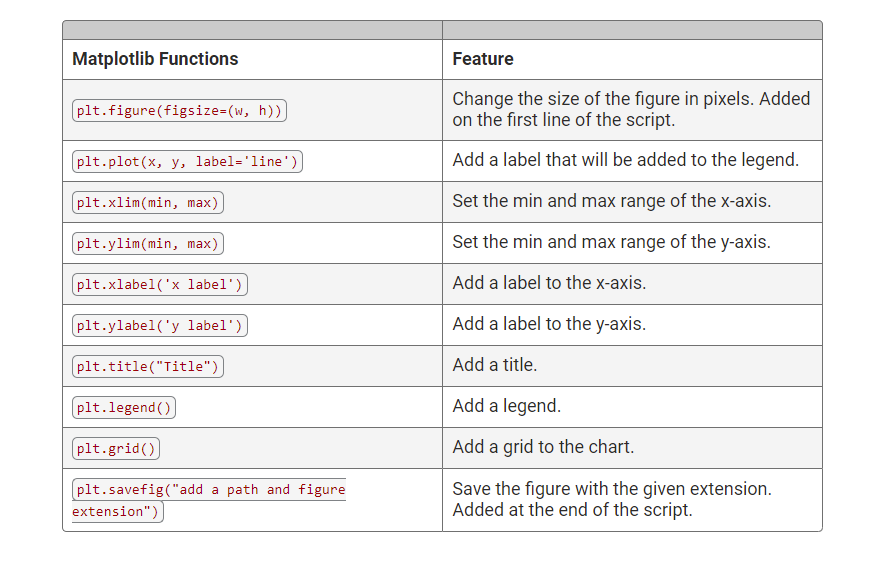 Matplotlib Functions Feature
plt.figure(figsize=(w, h)) Change the size of the figure in pixels. Added
on the first line of the script.
plt.plot(x, y, label='line') Add a label that will be added to the legend.
plt.xlim(min, max) Set the min and max range of the x-axis.
plt.ylim(min, max) Set the min and max range of the y-axis.
plt.xlabel('x label') Add a label to the x-axis.
plt.ylabel('y label') Add a label to the y-axis.
plt.title("Title") Add a title.
plt.legend() Add a legend.
plt.grid() Add a grid to the chart.
plt.savefig("add a path and figure
extension") Save the figure with the given extension.
Added at the end of the script.